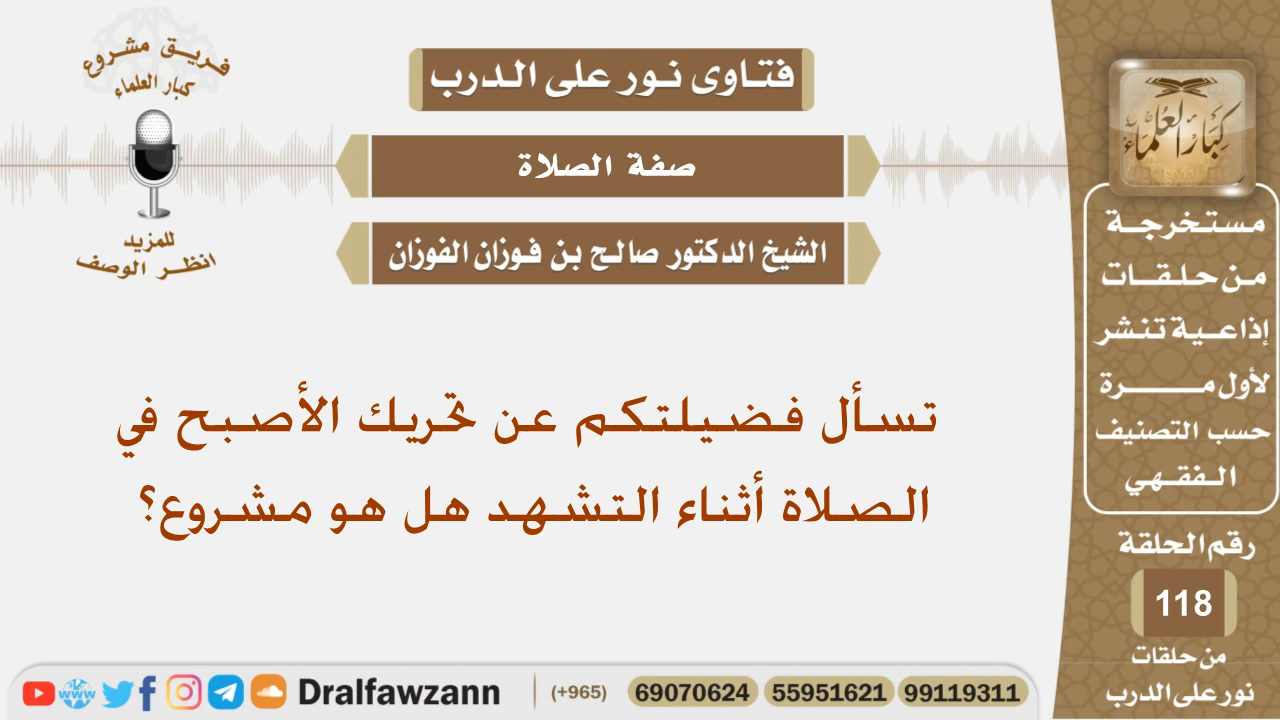 فريق مشروع
كبار العلماء
للمزيد
انظر الوصف
فتاوى نور على الدرب
صفة الصلاة
الشيخ الدكتور صالح بن فوزان الفوزان
تسأل فضيلتكم عن تحريك الأصبح في
الصلاة أثناء التشهد هل هو مشروع؟
كبار العلماء
مستخرجة
من حلقات
إذاعية تنشر
لأول مرة
حسب التصنيف
الفقهي
رقم الحلقة
118
من حلقات
نور على الدرب
www
Dralfawzann
(+965)
69070624
55951621
99119311